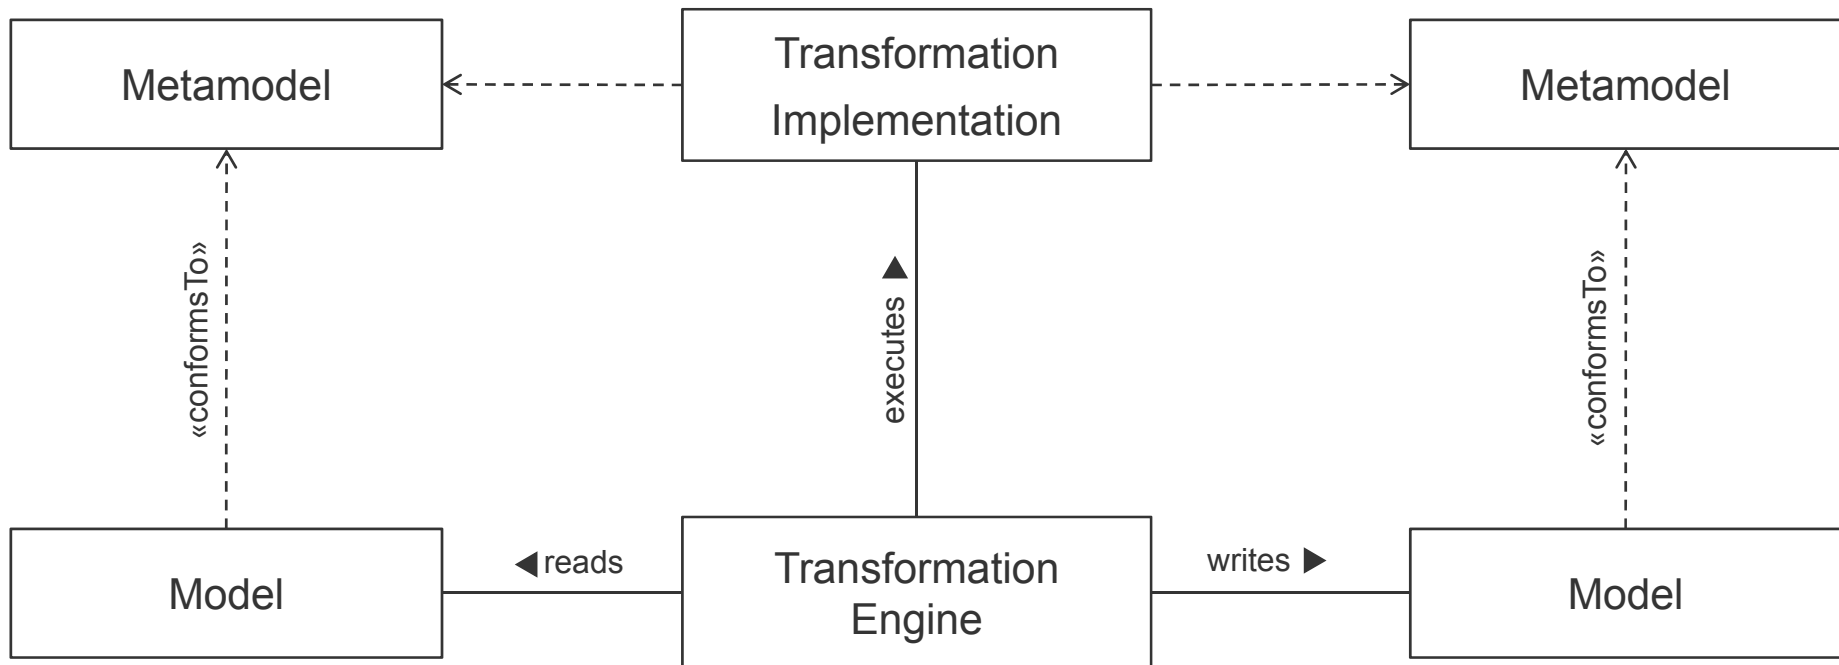 Metamodel
Transformation
Implementation
Metamodel
«conformsTo»
executes ▲
«conformsTo»
Model
◀ reads
Transformation
Engine
writes ▶
Model